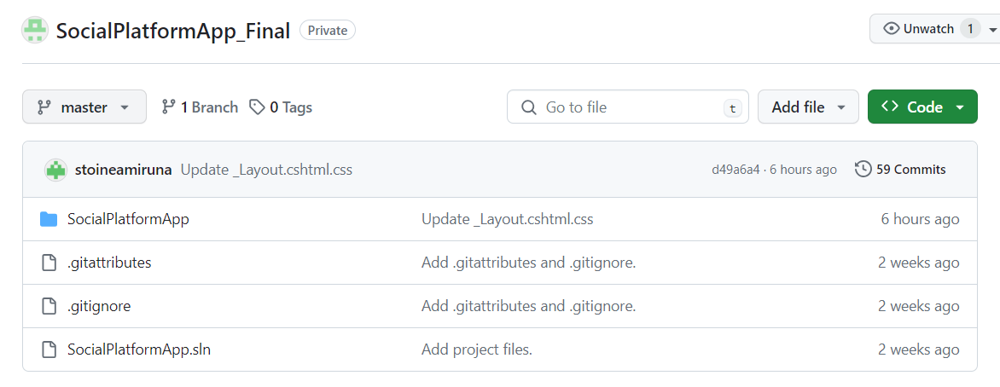 SocialPlatformApp_Final Private Unwatch 1
master 1 Branch 0 Tags Go to file t Add file Code
stoineamiruna Update _Layout.cshtml.css d49a6a4 · 6 hours ago 59 Commits
SocialPlatformApp Update _Layout.cshtml.css 6 hours ago
.gitattributes Add .gitattributes and .gitignore. 2 weeks ago
.gitignore Add .gitattributes and .gitignore. 2 weeks ago
SocialPlatformApp.sln Add project files. 2 weeks ago